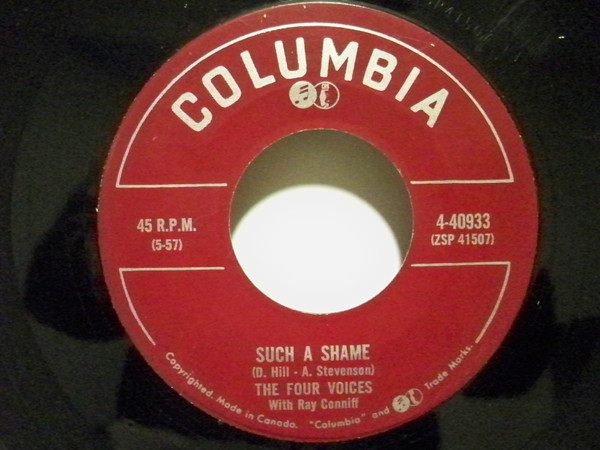 COLUMBIA
45 R.P.M.
(5-57)
4-40933
(ZSP 41507)
SUCH A SHAME
(D. Hill - A. Stevenson)
THE FOUR VOICES
With Ray Conniff
Copyrighted. Made in Canada. "Columbia" and Trade Marks.